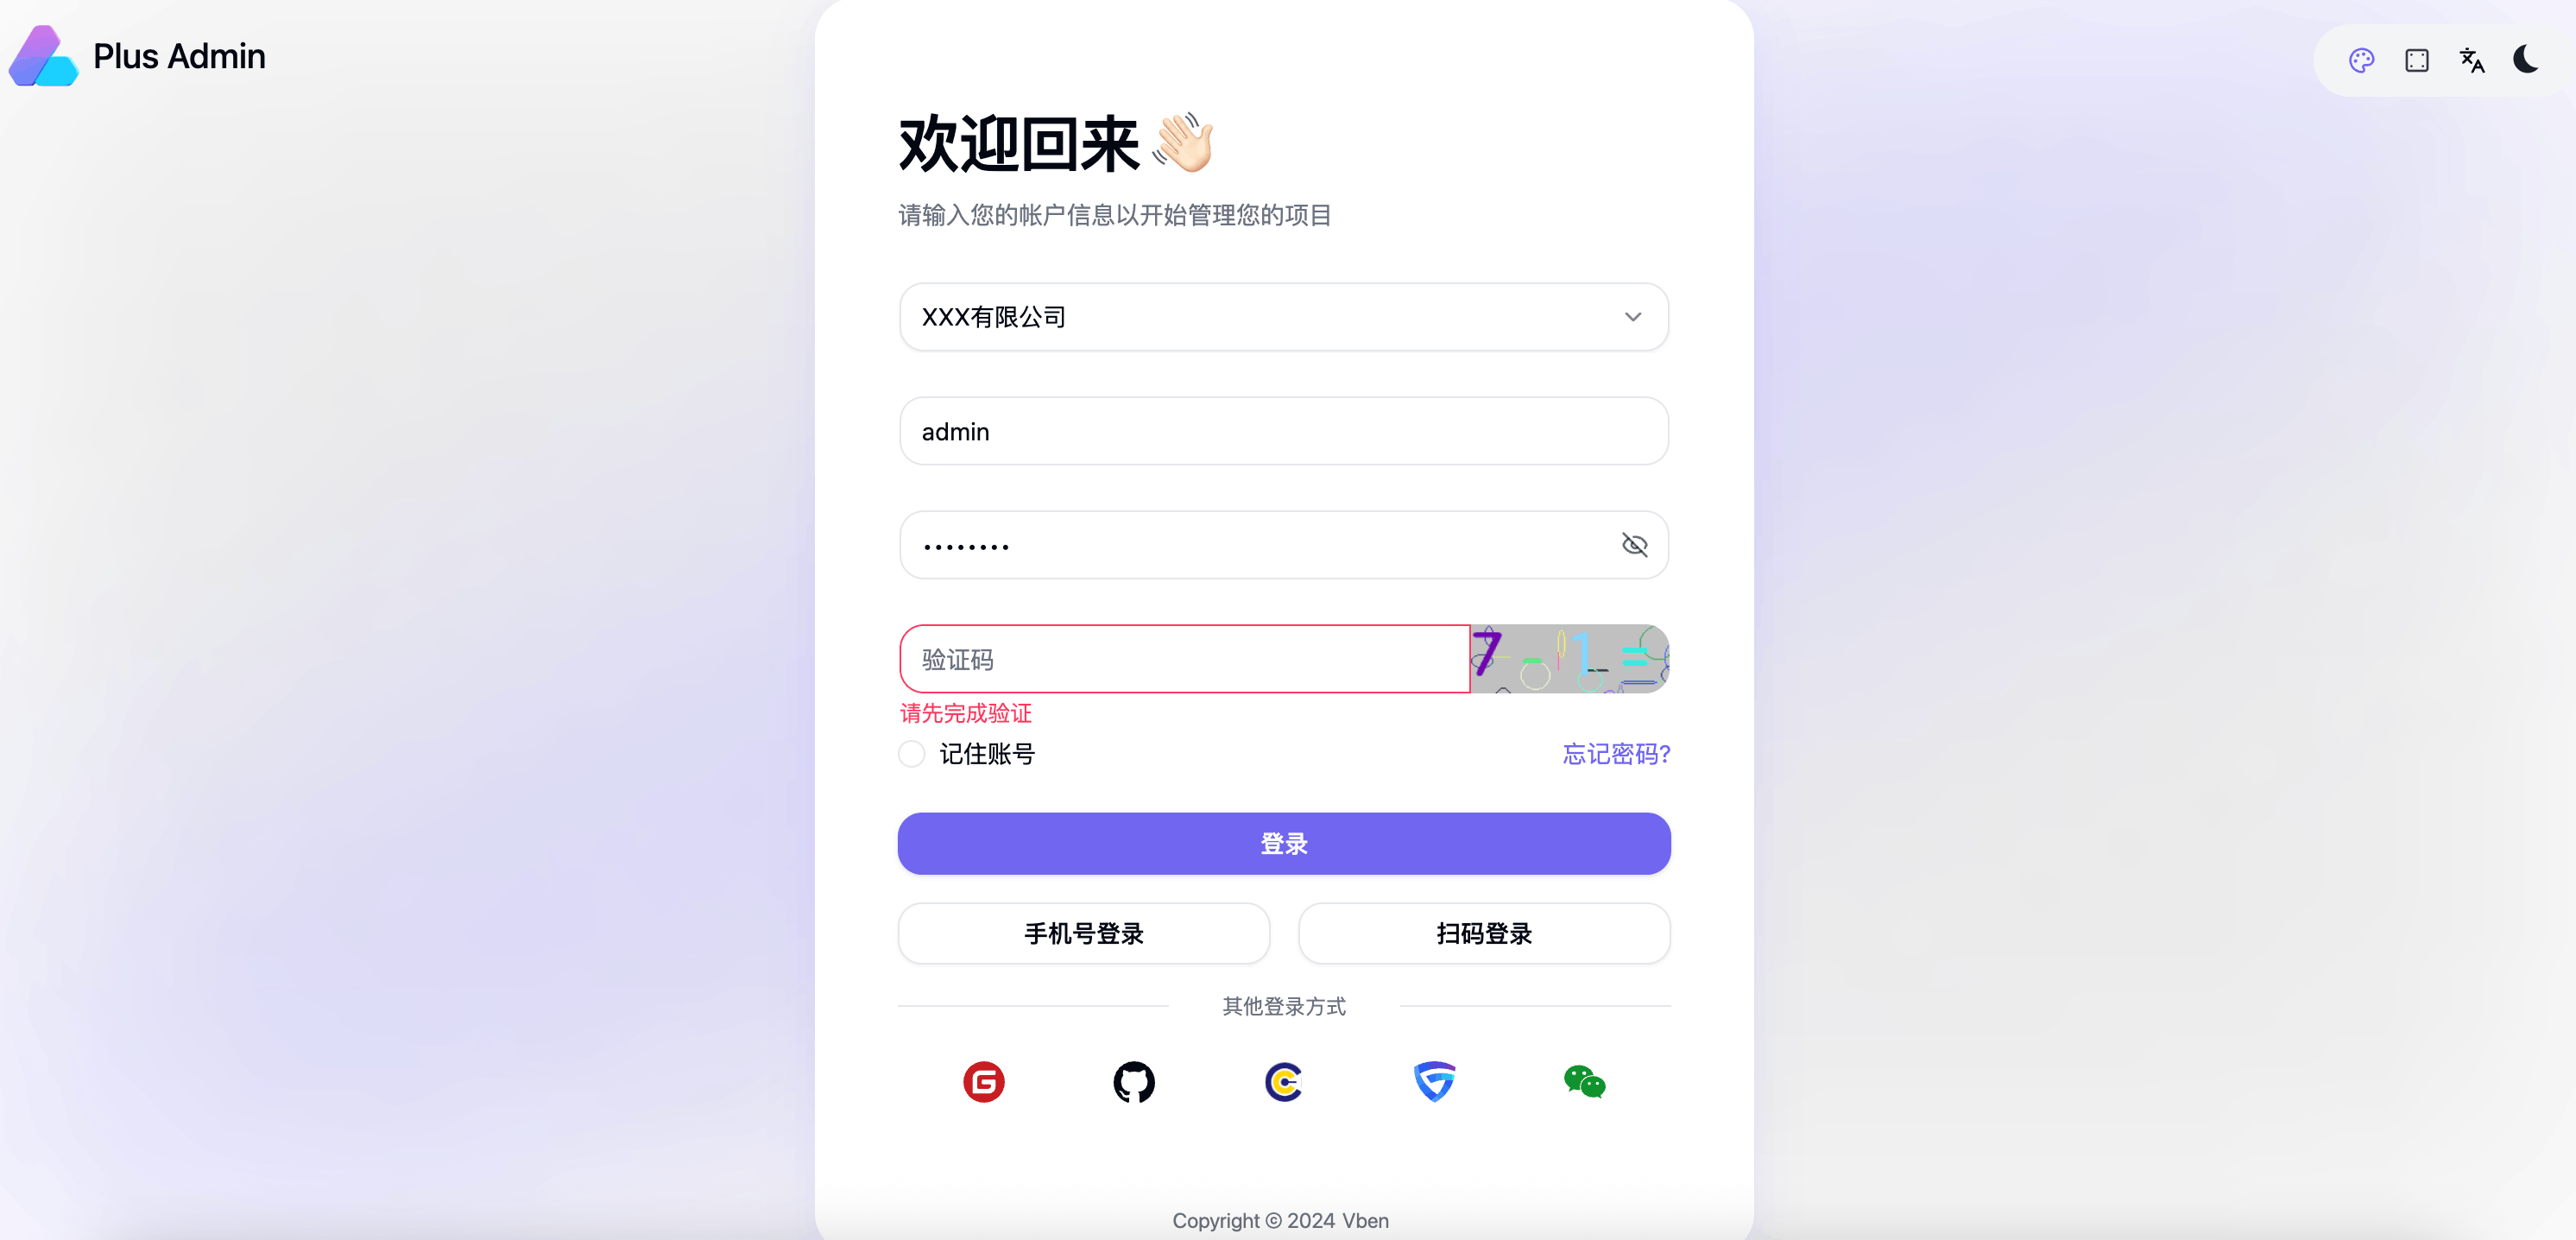 Plus Admin
欢迎回来 👋🏻
请输入您的帐户信息以开始管理您的项目
XXX有限公司
admin
••••••••
验证码
7-1=
请先完成验证
记住账号
忘记密码?
登录
手机号登录
扫码登录
其他登录方式
Copyright © 2024 Vben